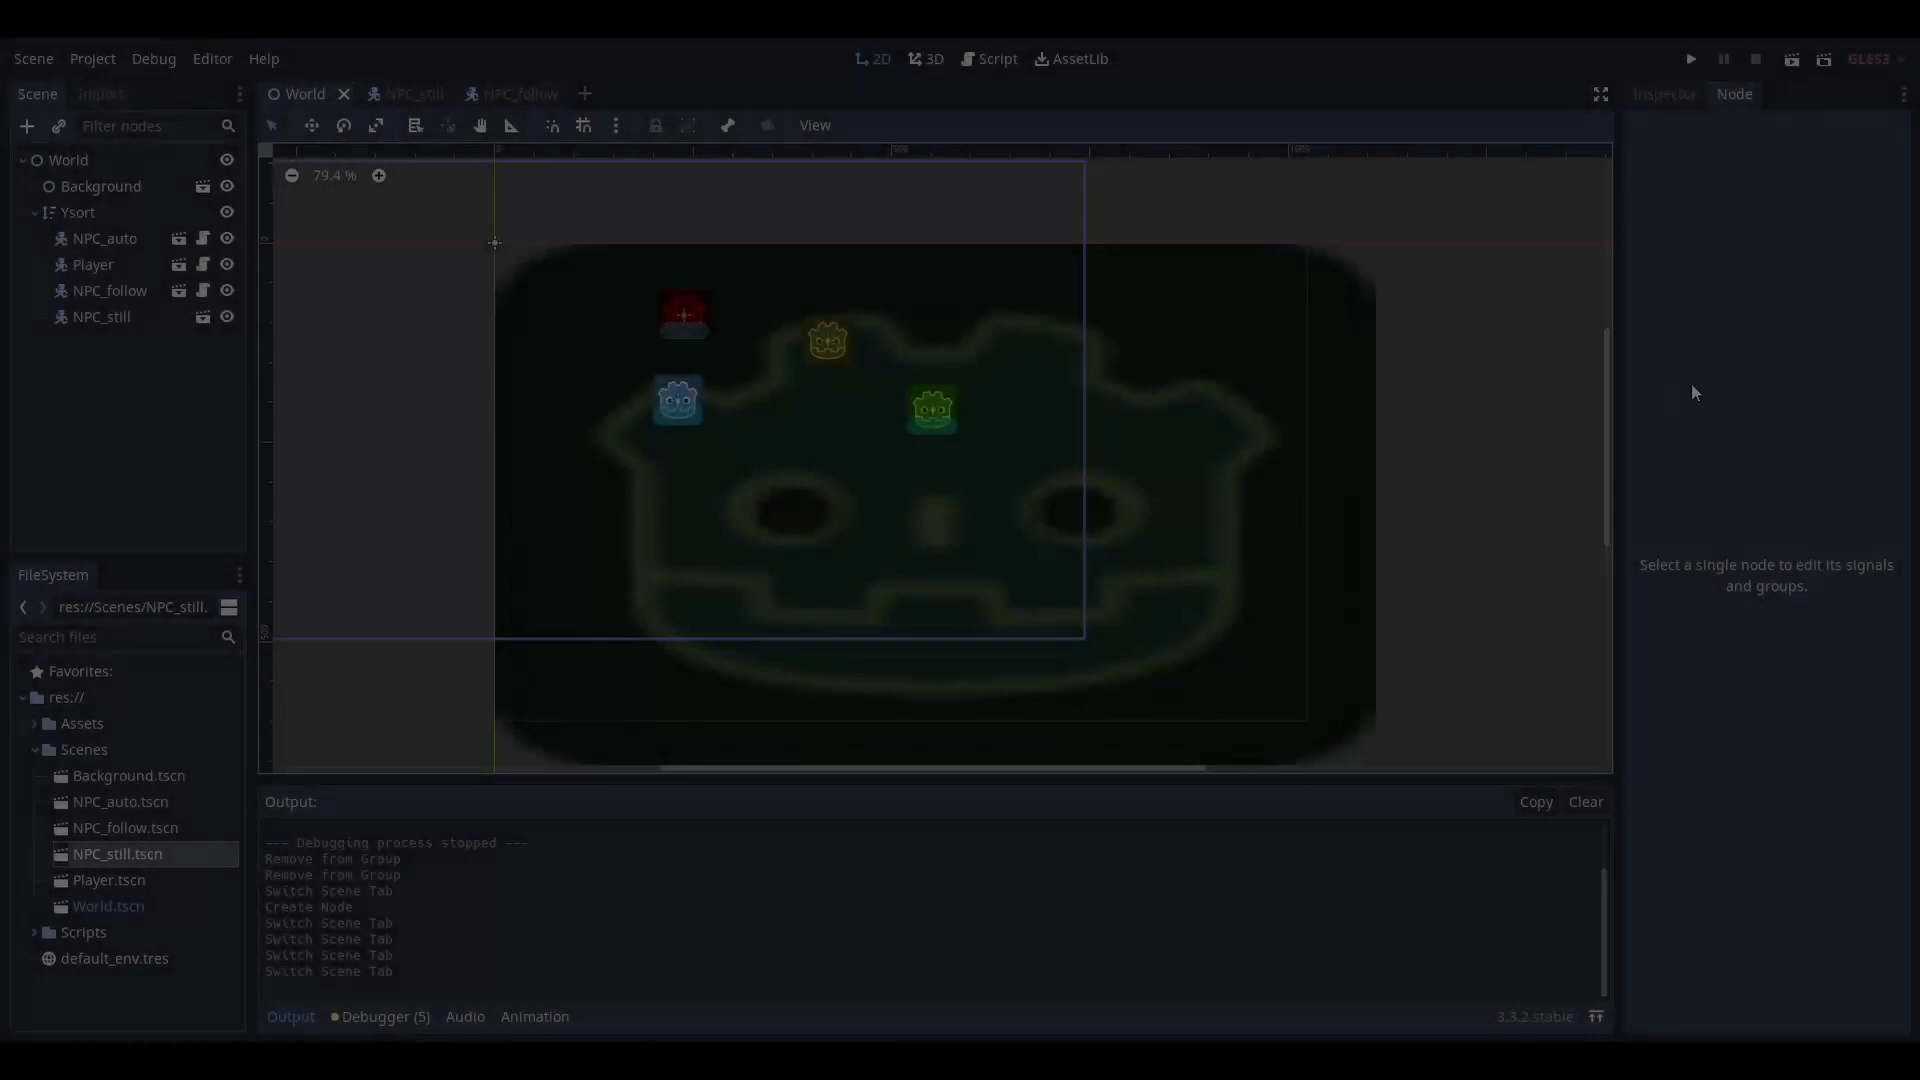 Scene Project Debug Editor Help 2D 3D Script AssetLib GLES3
Scene Import World NPC_still NPC_follow Inspector Node
Filter nodes View
World
Background
Ysort
NPC_auto
Player
NPC_follow
NPC_still
0 500 1000
79.4 %
0
500
Select a single node to edit its signals
and groups.
FileSystem
res://Scenes/NPC_still.
Search files
Favorites:
res://
Assets
Scenes
Background.tscn
NPC_auto.tscn
NPC_follow.tscn
NPC_still.tscn
Player.tscn
World.tscn
Scripts
default_env.tres
Output: Copy Clear
--- Debugging process stopped ---
Remove from Group
Remove from Group
Switch Scene Tab
Create Node
Switch Scene Tab
Switch Scene Tab
Switch Scene Tab
Switch Scene Tab
Output Debugger (5) Audio Animation 3.3.2.stable